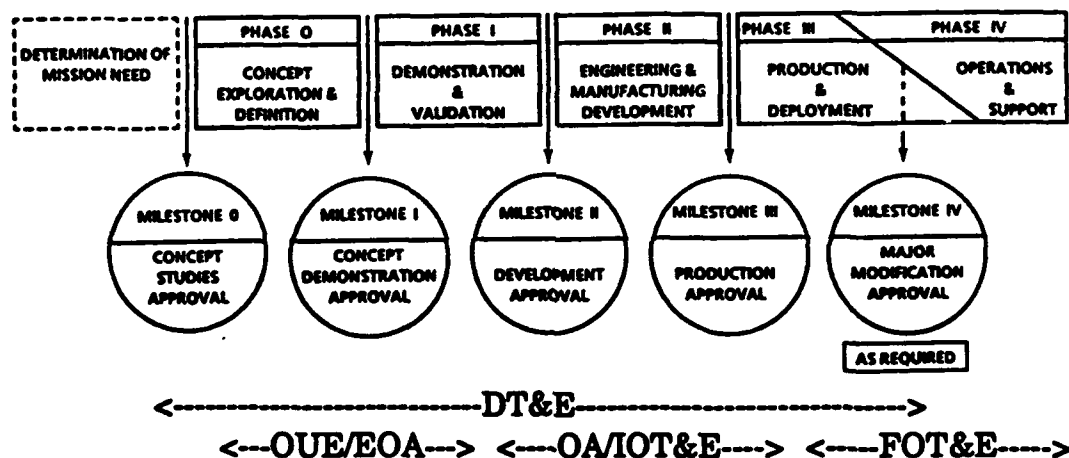 DETERMINATION OF
MISSION NEED
PHASE 0
CONCEPT
EXPLORATION &
DEFINITION
PHASE I
DEMONSTRATION
&
VALIDATION
PHASE II
ENGINEERING &
MANUFACTURING
DEVELOPMENT
PHASE III
PRODUCTION
&
DEPLOYMENT
PHASE IV
OPERATIONS
&
SUPPORT
MILESTONE 0
CONCEPT
STUDIES
APPROVAL
MILESTONE I
CONCEPT
DEMONSTRATION
APPROVAL
MILESTONE II
DEVELOPMENT
APPROVAL
MILESTONE III
PRODUCTION
APPROVAL
MILESTONE IV
MAJOR
MODIFICATION
APPROVAL
AS REQUIRED
<-----------------------DT&E------------------------>
<---OUE/EOA----> <----OA/IOT&E-----> <----FOT&E---->